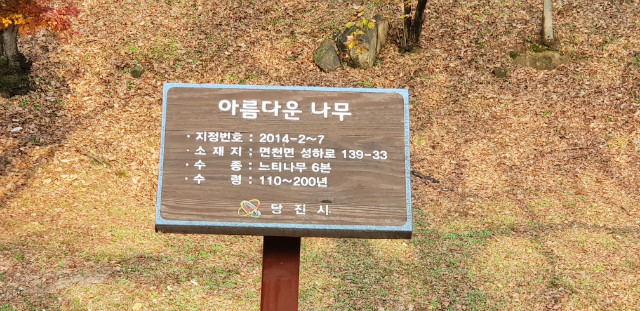 아름다운 나무
· 지정번호 : 2014-2~7
· 소 재 지 : 면천면 성하로 139-33
· 수 종 : 느티나무 6본
· 수 령 : 110~200년
당 진 시